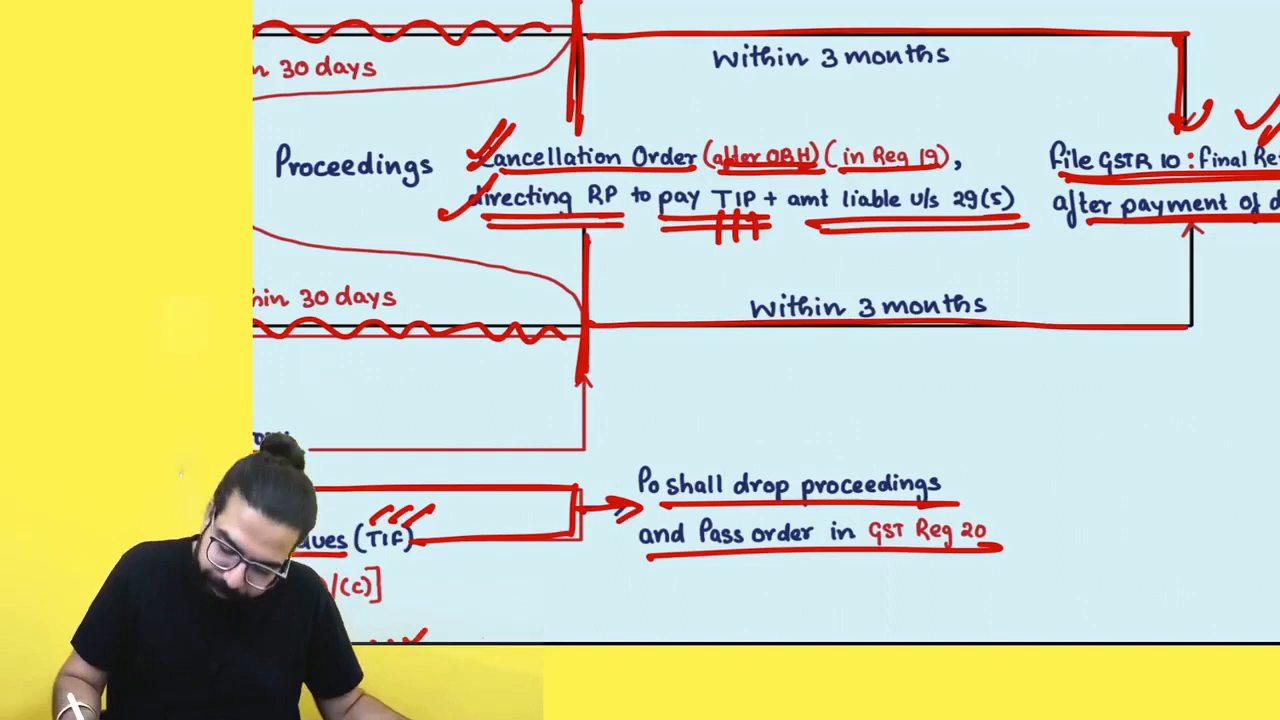 n 30 days
Within 3 months
Proceedings
Cancellation Order (after OBH) (in Reg 19),
directing RP to pay TIP + amt liable u/s 29(5)
File GSTR 10 : Final Re
after payment of d
hin 30 days
Within 3 months
dues (TIF)
/(c)]
Po shall drop proceedings
and Pass order in GST Reg 20